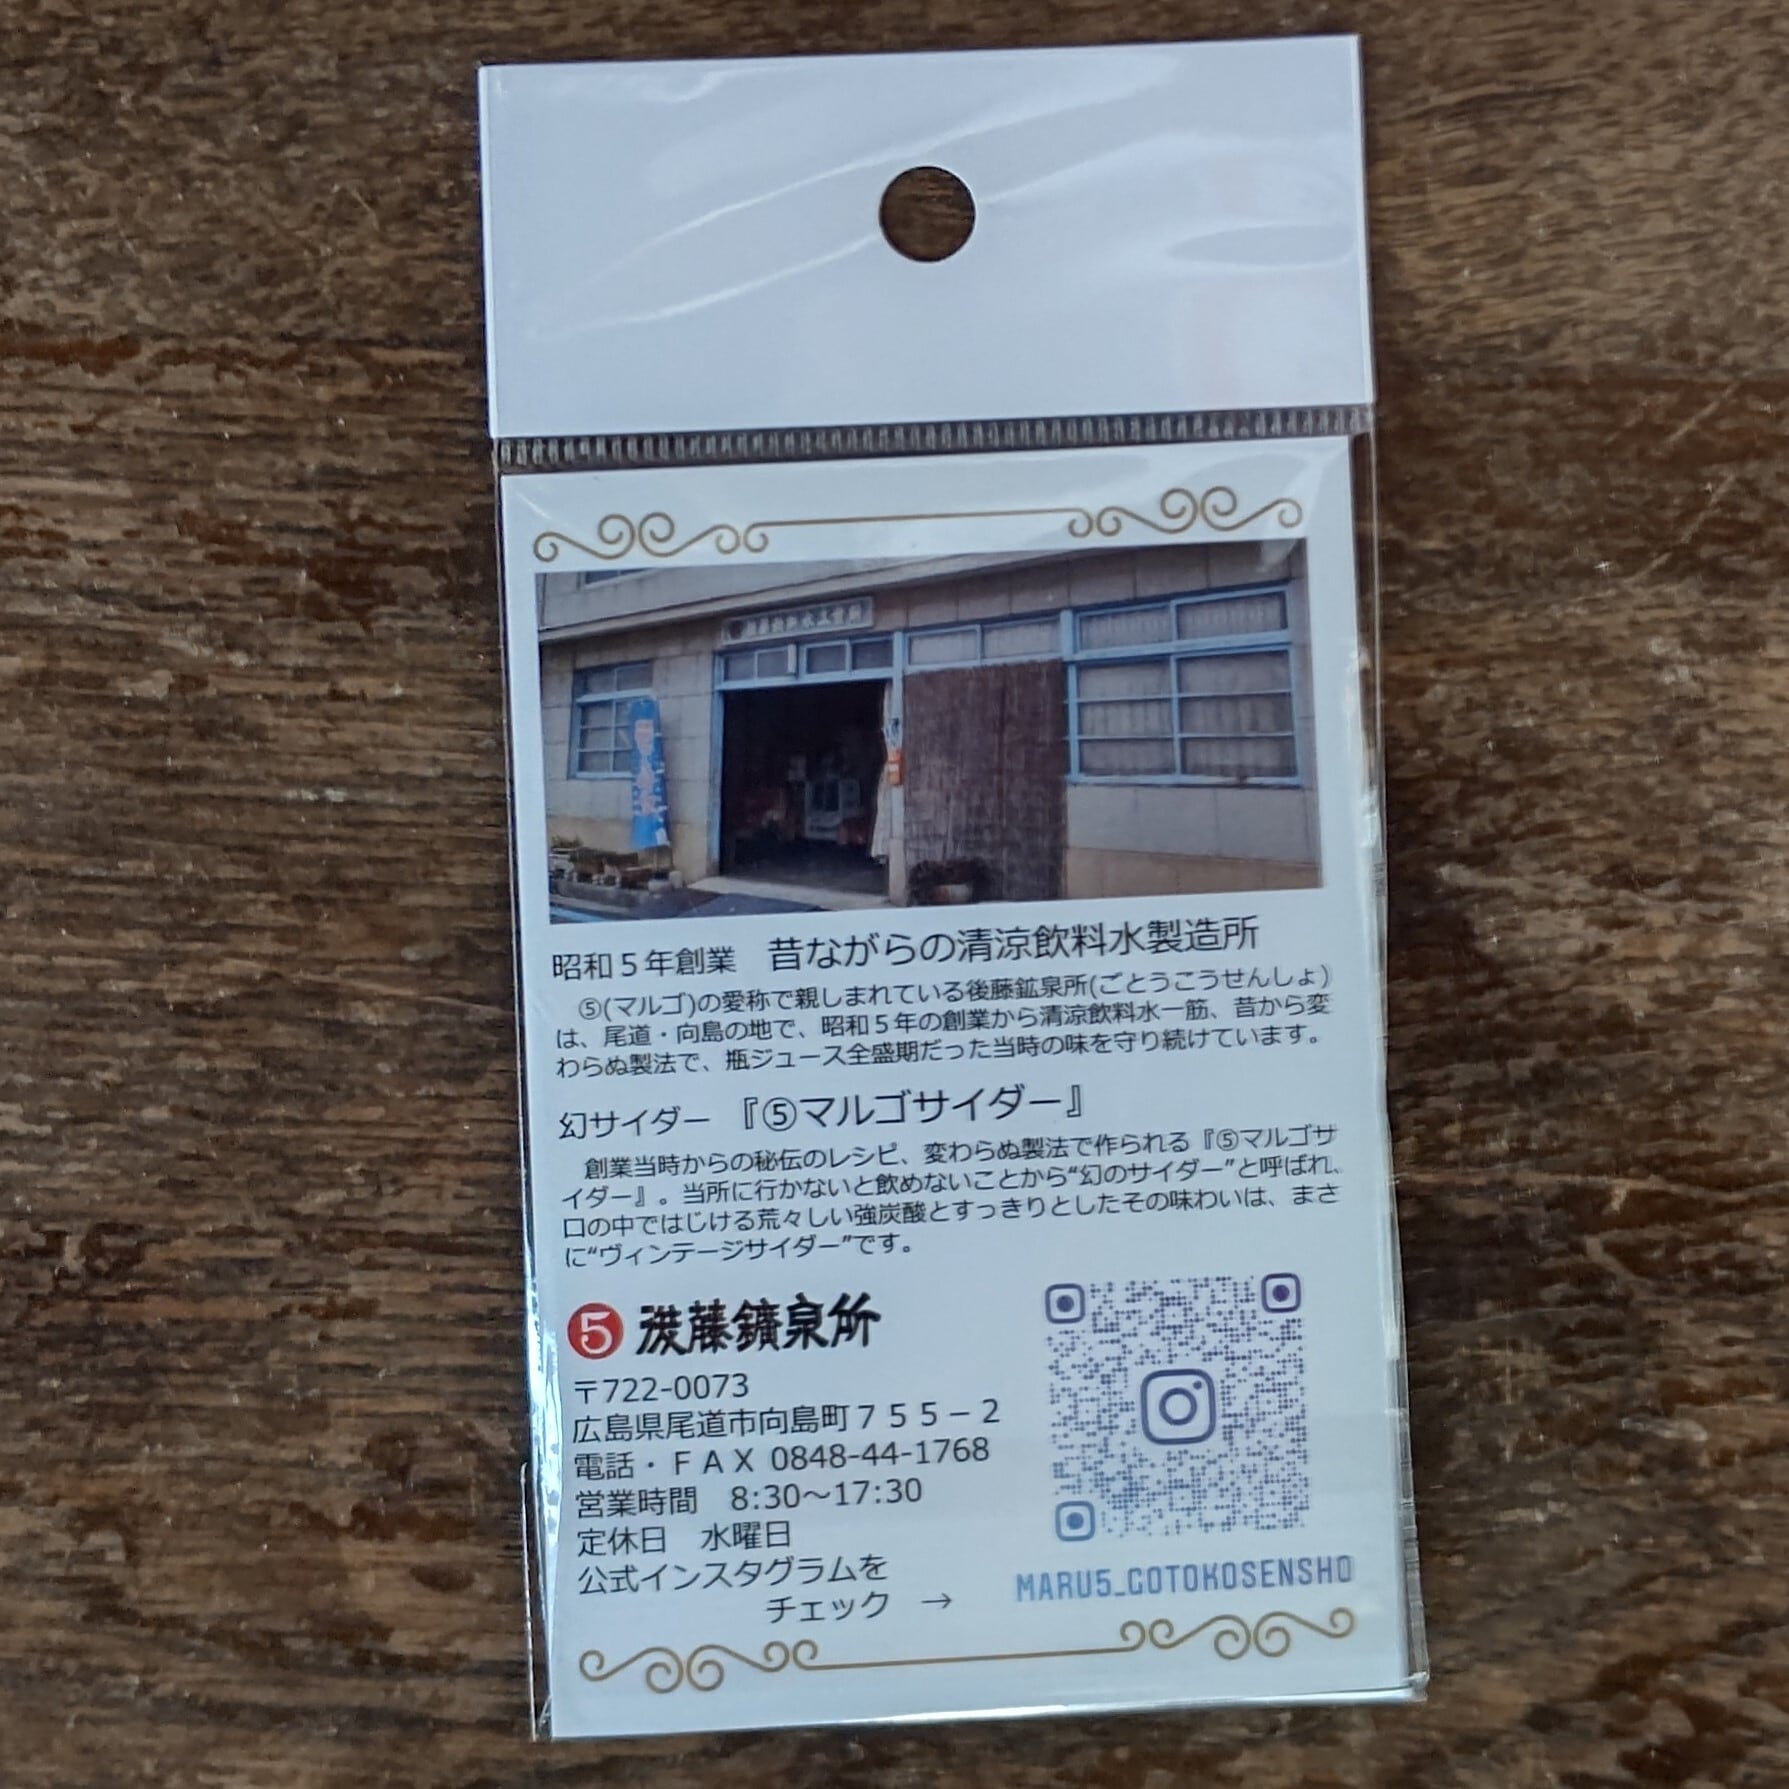 昭和5年創業　昔ながらの清涼飲料水製造所
⑤(マルゴ)の愛称で親しまれている後藤鉱泉所(ごとうこうせんしょ)
は、尾道・向島の地で、昭和5年の創業から清涼飲料水一筋、昔から変
わらぬ製法で、瓶ジュース全盛期だった当時の味を守り続けています。
幻サイダー　『⑤マルゴサイダー』
創業当時からの秘伝のレシピ、変わらぬ製法で作られる『⑤マルゴサ
イダー』。当所に行かないと飲めないことから“幻のサイダー”と呼ばれ、
口の中ではじける荒々しい強炭酸とすっきりとしたその味わいは、まさ
に“ヴィンテージサイダー”です。
5 後藤鑛泉所
〒722-0073
広島県尾道市向島町７５５－２
電話・ＦＡＸ 0848-44-1768
営業時間　8:30～17:30
定休日　水曜日
公式インスタグラムを
チェック　→
MARU5_GOTOKOSENSHO